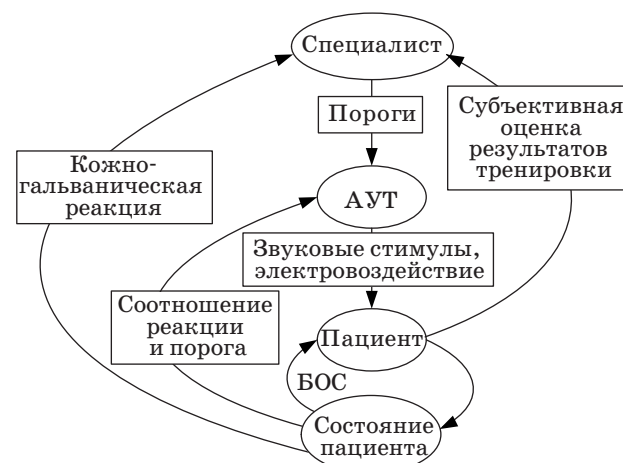 Специалист
Пороги
Субъективная
оценка
результатов
тренировки
Кожно-
гальваническая
реакция
АУТ
Звуковые стимулы,
электровоздействие
Соотношение
реакции
и порога
Пациент
БОС
Состояние
пациента